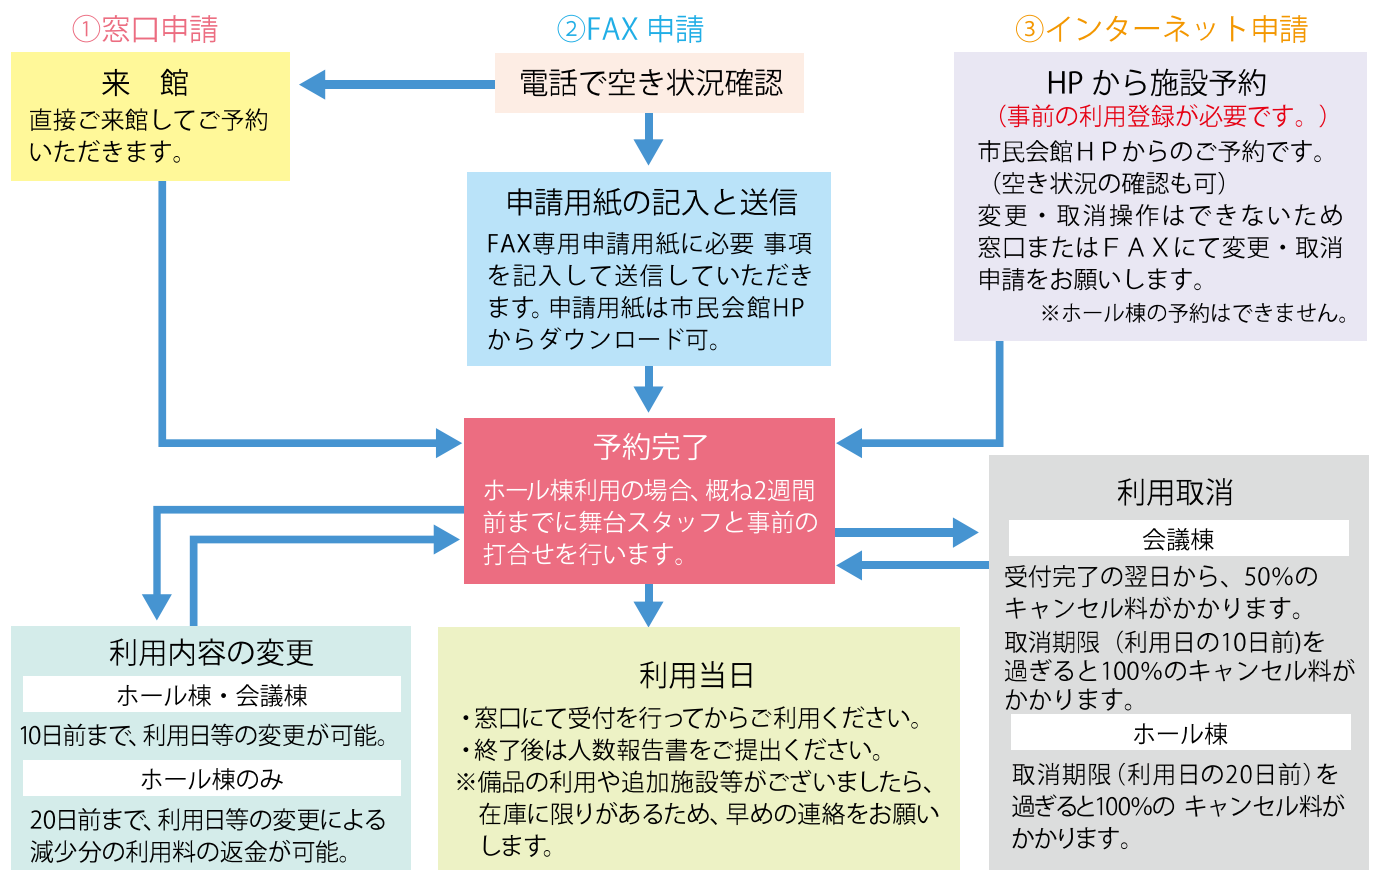 ①窓口申請
来　館
直接ご来館してご予約
いただきます。
②FAX 申請
電話で空き状況確認
申請用紙の記入と送信
FAX専用申請用紙に必要 事項
を記入して送信していただき
ます。申請用紙は市民会館HP
からダウンロード可。
③インターネット申請
HP から施設予約
（事前の利用登録が必要です。）
市民会館ＨＰからのご予約です。
（空き状況の確認も可）
変更・取消操作はできないため
窓口またはＦＡＸにて変更・取消
申請をお願いします。
※ホール棟の予約はできません。
予約完了
ホール棟利用の場合、概ね2週間
前までに舞台スタッフと事前の
打合せを行います。
利用内容の変更
ホール棟・会議棟
10日前まで、利用日等の変更が可能。
ホール棟のみ
20日前まで、利用日等の変更による
減少分の利用料の返金が可能。
利用当日
・窓口にて受付を行ってからご利用ください。
・終了後は人数報告書をご提出ください。
※備品の利用や追加施設等がございましたら、
在庫に限りがあるため、早めの連絡をお願い
します。
利用取消
会議棟
受付完了の翌日から、50%の
キャンセル料がかかります。
取消期限（利用日の10日前)を
過ぎると100%のキャンセル料が
かかります。
ホール棟
取消期限（利用日の20日前）を
過ぎると100%の キャンセル料が
かかります。